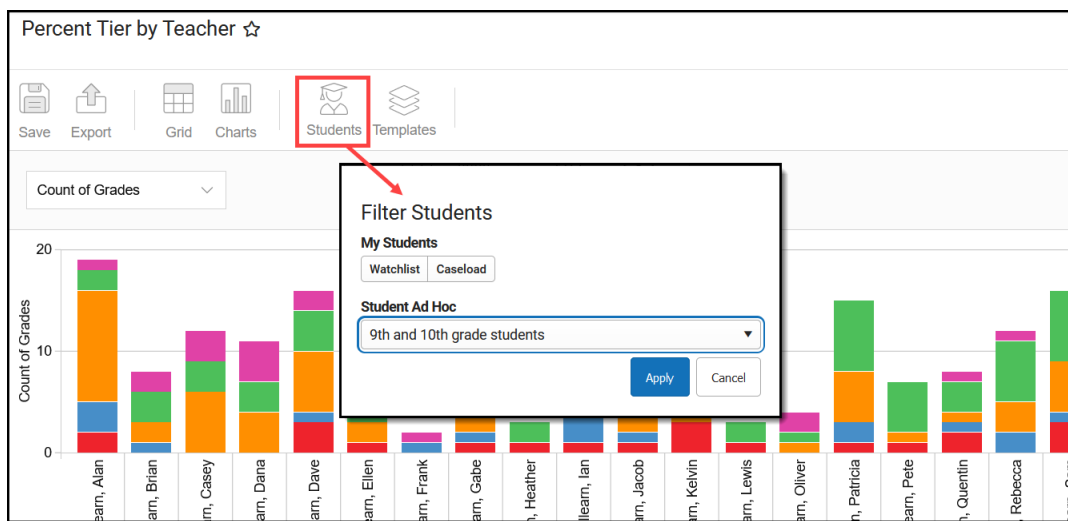 Percent Tier by Teacher
Save Export Grid Charts Students Templates
Count of Grades
Filter Students
My Students
Watchlist Caseload
Student Ad Hoc
9th and 10th grade students
Apply Cancel
20
10
0
Count of Grades
earn, Alan
arn, Brian
rn, Casey
arn, Dana
arn, Dave
arn, Ellen
arn, Frank
arn, Gabe
n, Heather
llearn, Ian
arn, Jacob
arn, Kelvin
arn, Lewis
arn, Oliver
n, Patricia
earn, Pete
n, Quentin
Rebecca